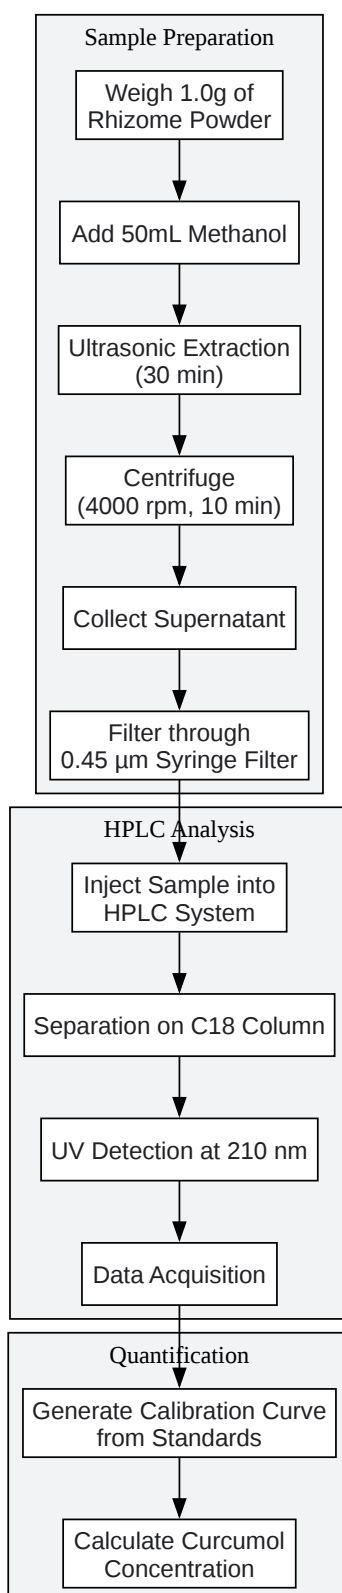 Sample Preparation
Weigh 1.0g of
Rhizome Powder
Add 50mL Methanol
Ultrasonic Extraction
(30 min)
Centrifuge
(4000 rpm, 10 min)
Collect Supernatant
Filter through
0.45 µm Syringe Filter
HPLC Analysis
Inject Sample into
HPLC System
Separation on C18 Column
UV Detection at 210 nm
Data Acquisition
Quantification
Generate Calibration Curve
from Standards
Calculate Curcumol
Concentration